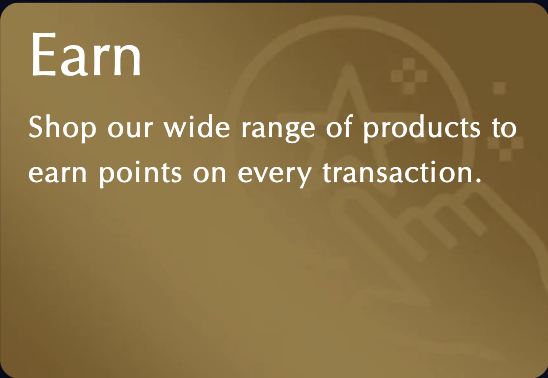 Earn
Shop our wide range of products to
earn points on every transaction.